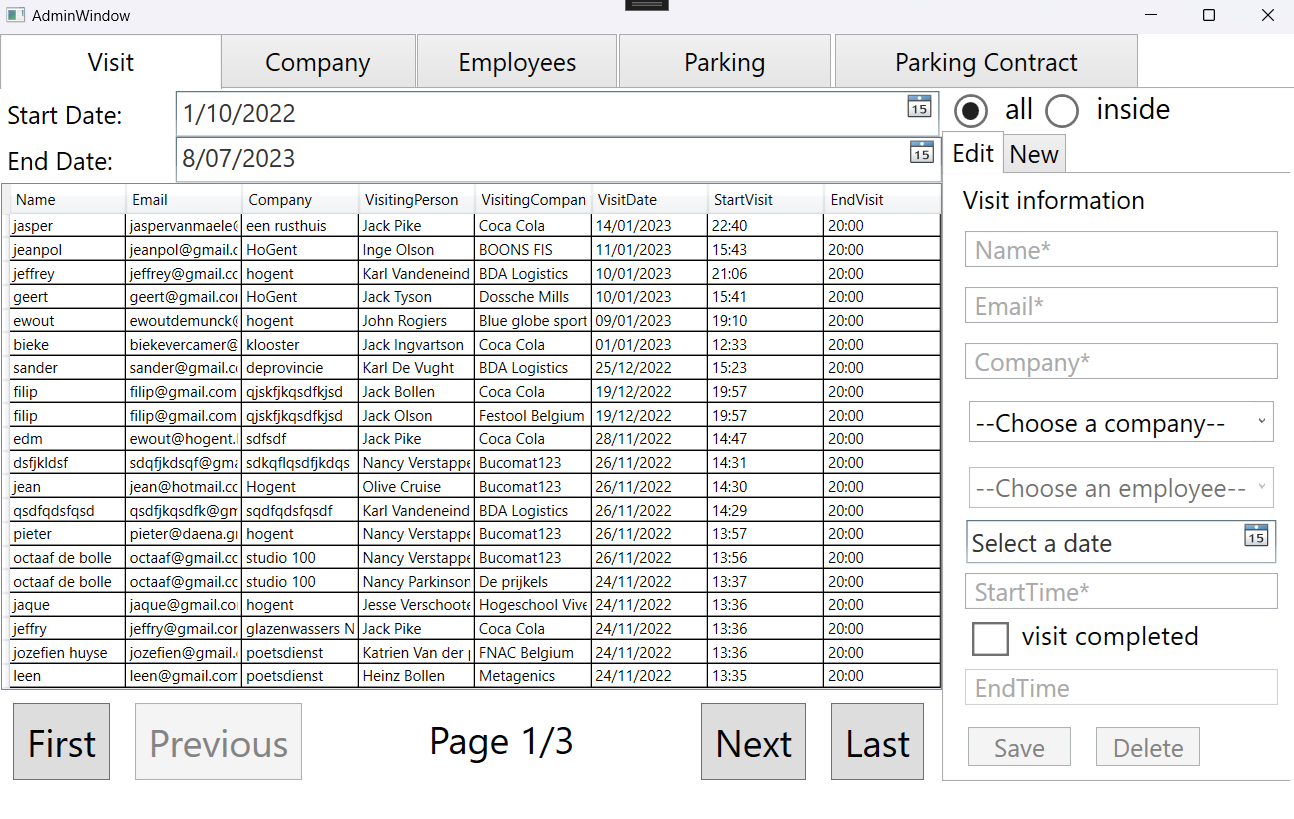 AdminWindow
Visit Company Employees Parking Parking Contract
Start Date: 1/10/2022 15 all inside
End Date: 8/07/2023 15 Edit New
Name Email Company VisitingPerson VisitingCompan VisitDate StartVisit EndVisit
jasper jaspervanmaele@ een rusthuis Jack Pike Coca Cola 14/01/2023 22:40 20:00
jeanpol jeanpol@gmail.c HoGent Inge Olson BOONS FIS 11/01/2023 15:43 20:00
jeffrey jeffrey@gmail.cc hogent Karl Vandeneind BDA Logistics 10/01/2023 21:06 20:00
geert geert@gmail.co HoGent Jack Tyson Dossche Mills 10/01/2023 15:41 20:00
ewout ewoutdemunck@ hogent John Rogiers Blue globe sport 09/01/2023 19:10 20:00
bieke biekevercamer@ klooster Jack Ingvartson Coca Cola 01/01/2023 12:33 20:00
sander sander@gmail.cc deprovincie Karl De Vught BDA Logistics 25/12/2022 15:23 20:00
filip filip@gmail.com qjskfjkqsdfkjsd Jack Bollen Coca Cola 19/12/2022 19:57 20:00
filip filip@gmail.com qjskfjkqsdfkjsd Jack Olson Festool Belgium 19/12/2022 19:57 20:00
edm ewout@hogent. sdfsdf Jack Pike Coca Cola 28/11/2022 14:47 20:00
dsfjkldsf sdqfjkdsqf@gm sdkqflqsdfjkdqs Nancy Verstappe Bucomat123 26/11/2022 14:31 20:00
jean jean@hotmail.cc Hogent Olive Cruise Bucomat123 26/11/2022 14:30 20:00
qsdfqdsfqsd qsdfjkqsdfk@gm sqdfqdsfqsdf Karl Vandeneind BDA Logistics 26/11/2022 14:29 20:00
pieter pieter@daena.g hogent Nancy Verstappe Bucomat123 26/11/2022 13:57 20:00
octaaf de bolle octaaf@gmail.cc studio 100 Nancy Verstappe Bucomat123 26/11/2022 13:56 20:00
octaaf de bolle octaaf@gmail.cc studio 100 Nancy Parkinson De prijkels 24/11/2022 13:37 20:00
jaque jaque@gmail.co hogent Jesse Verschoote Hogeschool Vive 24/11/2022 13:36 20:00
jeffry jeffry@gmail.cor glazenwassers N Jack Pike Coca Cola 24/11/2022 13:36 20:00
jozefien huyse jozefien@gmail. poetsdienst Katrien Van der FNAC Belgium 24/11/2022 13:36 20:00
leen leen@gmail.com poetsdienst Heinz Bollen Metagenics 24/11/2022 13:35 20:00
First Previous Page 1/3 Next Last
Visit information
Name*
Email*
Company*
--Choose a company--
--Choose an employee--
Select a date 15
StartTime*
visit completed
EndTime
Save Delete